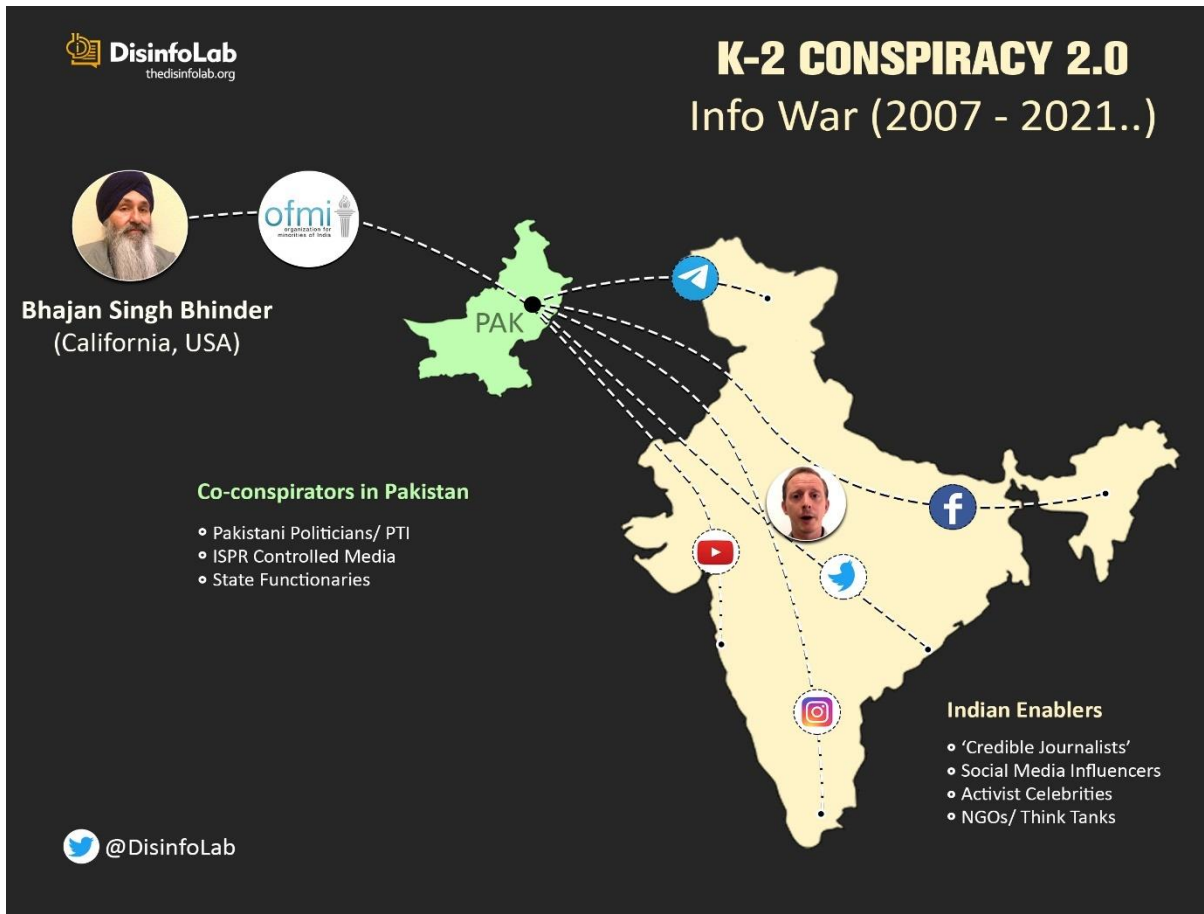 DisinfoLab
thedisinfolab.org
K-2 CONSPIRACY 2.0
Info War (2007 - 2021..)
ofmi
organization for
minorities of India
Bhajan Singh Bhinder
(California, USA)
PAK
Co-conspirators in Pakistan
Pakistani Politicians/ PTI
ISPR Controlled Media
State Functionaries
Indian Enablers
‘Credible Journalists’
Social Media Influencers
Activist Celebrities
NGOs/ Think Tanks
@DisinfoLab